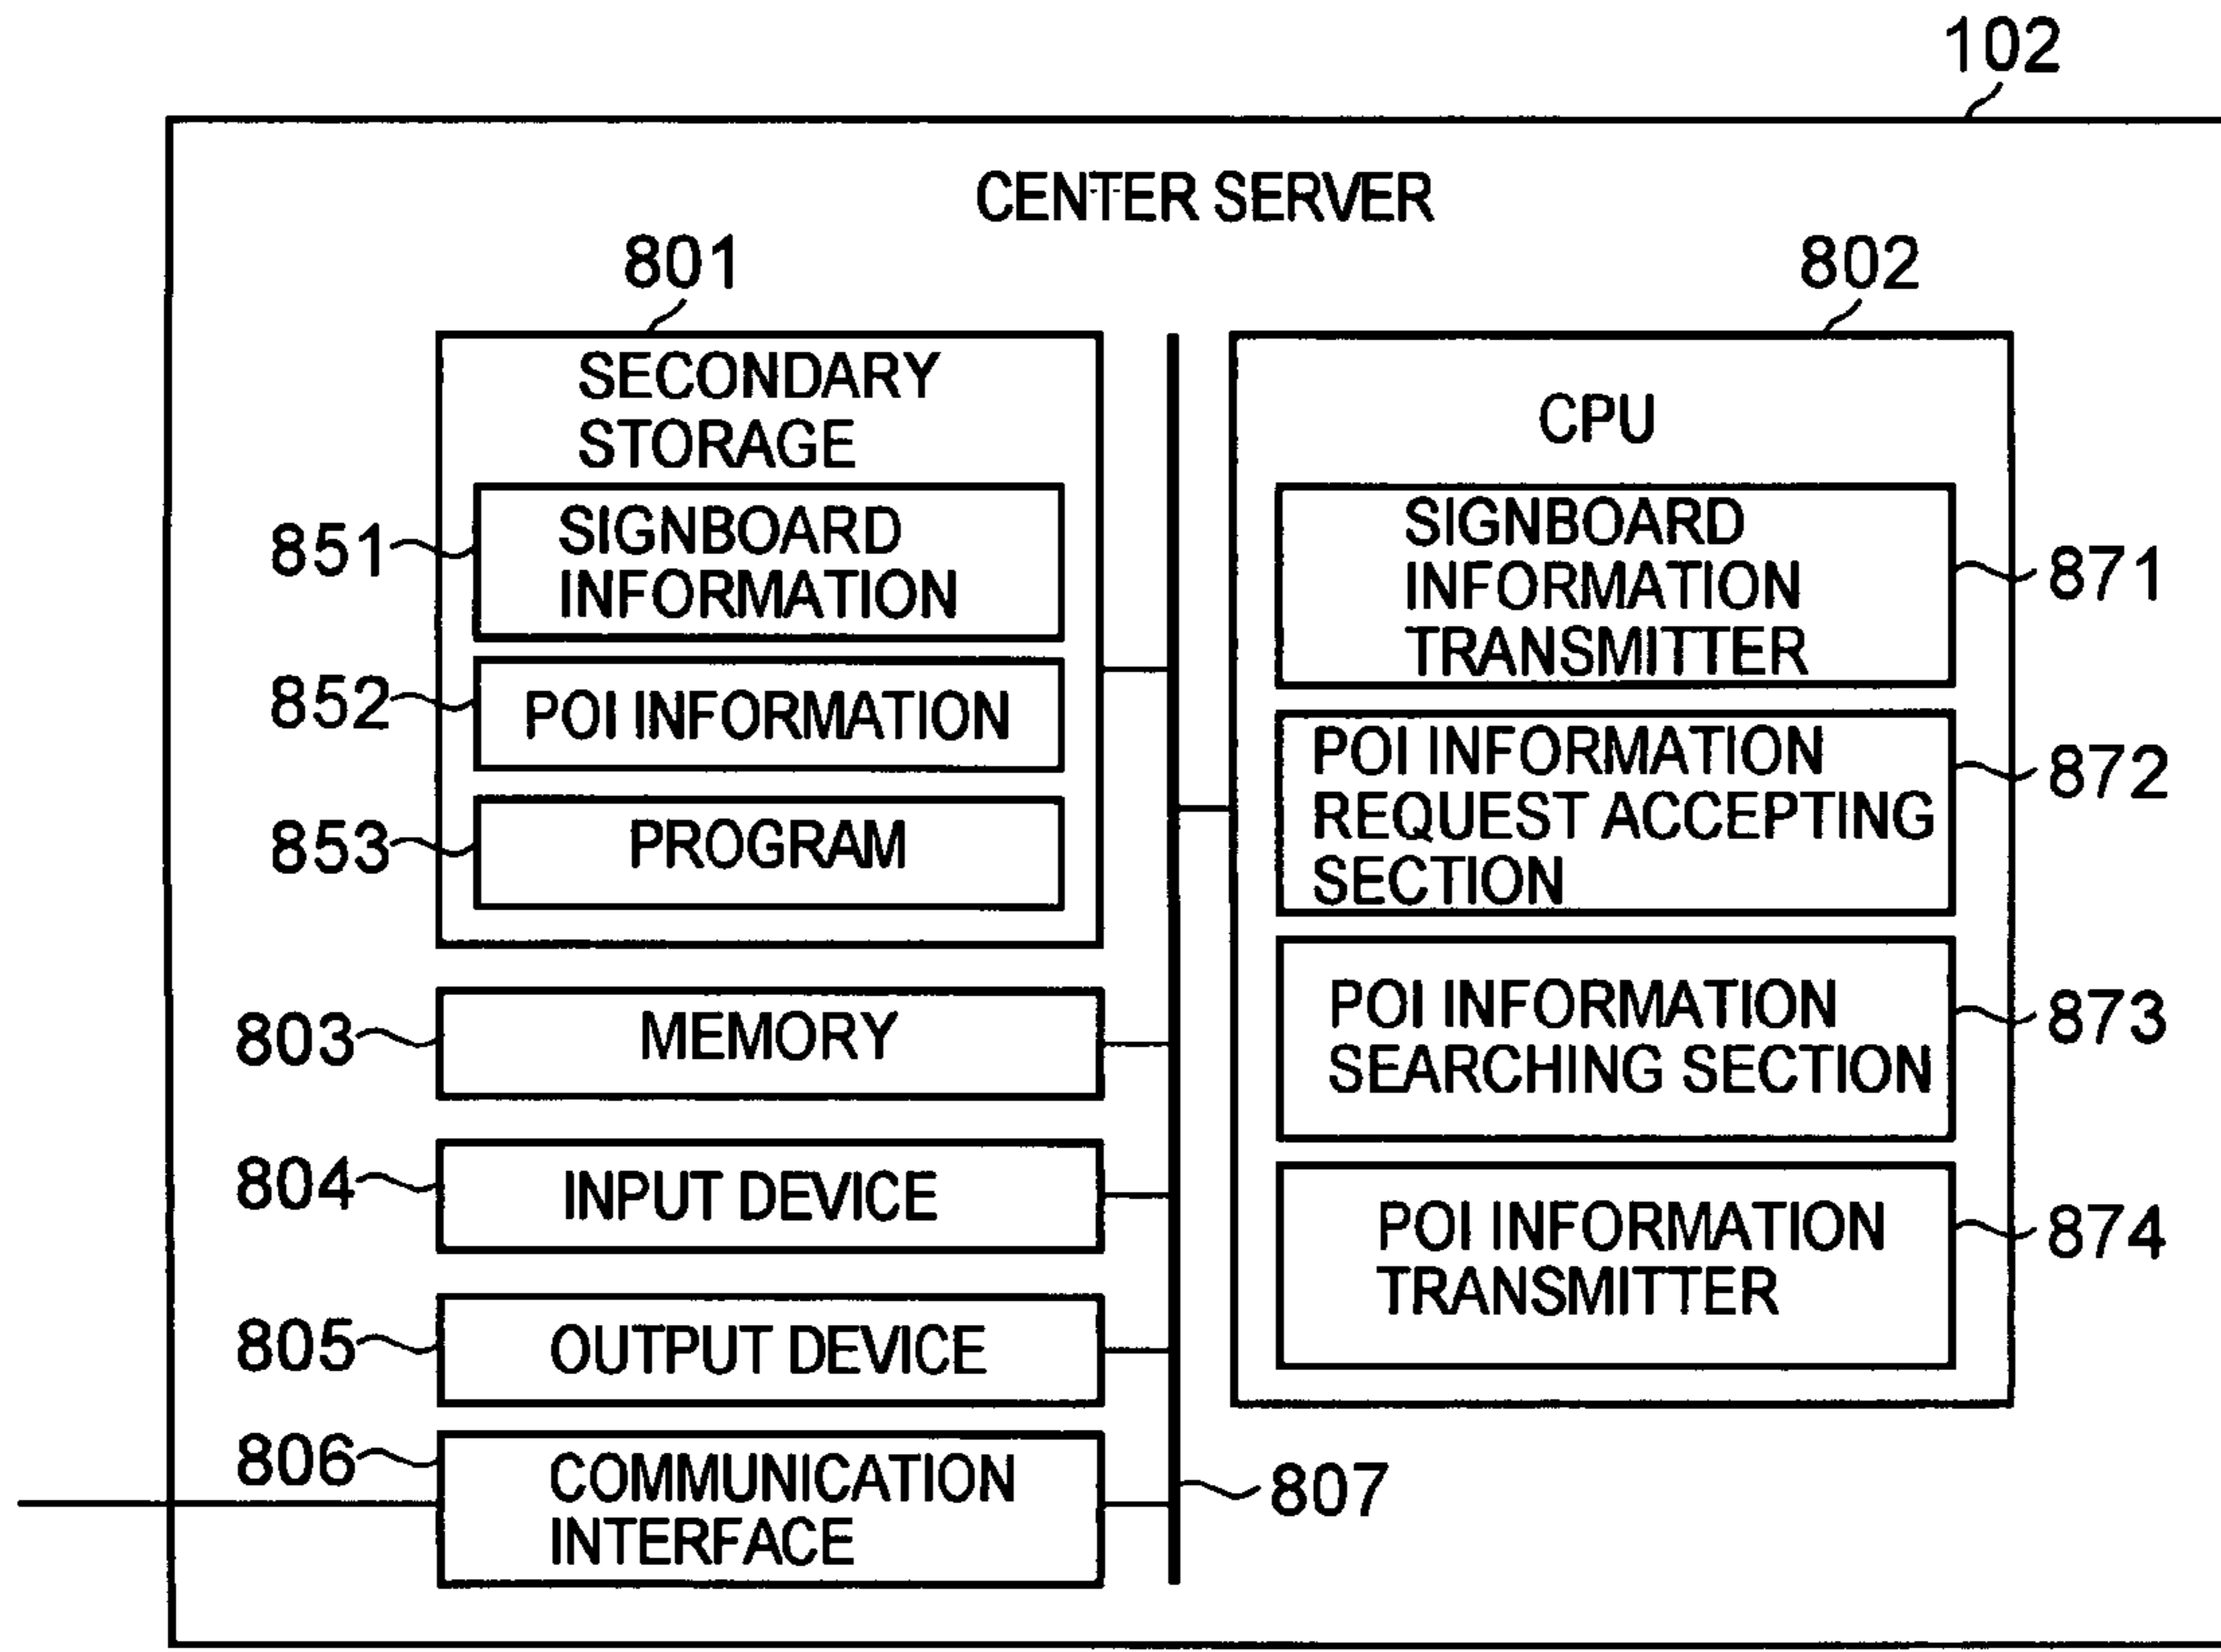 102
CENTER SERVER
801
SECONDARY
STORAGE
851
SIGNBOARD
INFORMATION
852
POI INFORMATION
853
PROGRAM
803
MEMORY
804
INPUT DEVICE
805
OUTPUT DEVICE
806
COMMUNICATION
INTERFACE
807
802
CPU
SIGNBOARD
INFORMATION
TRANSMITTER
871
POI INFORMATION
REQUEST ACCEPTING
SECTION
872
POI INFORMATION
SEARCHING SECTION
873
POI INFORMATION
TRANSMITTER
874